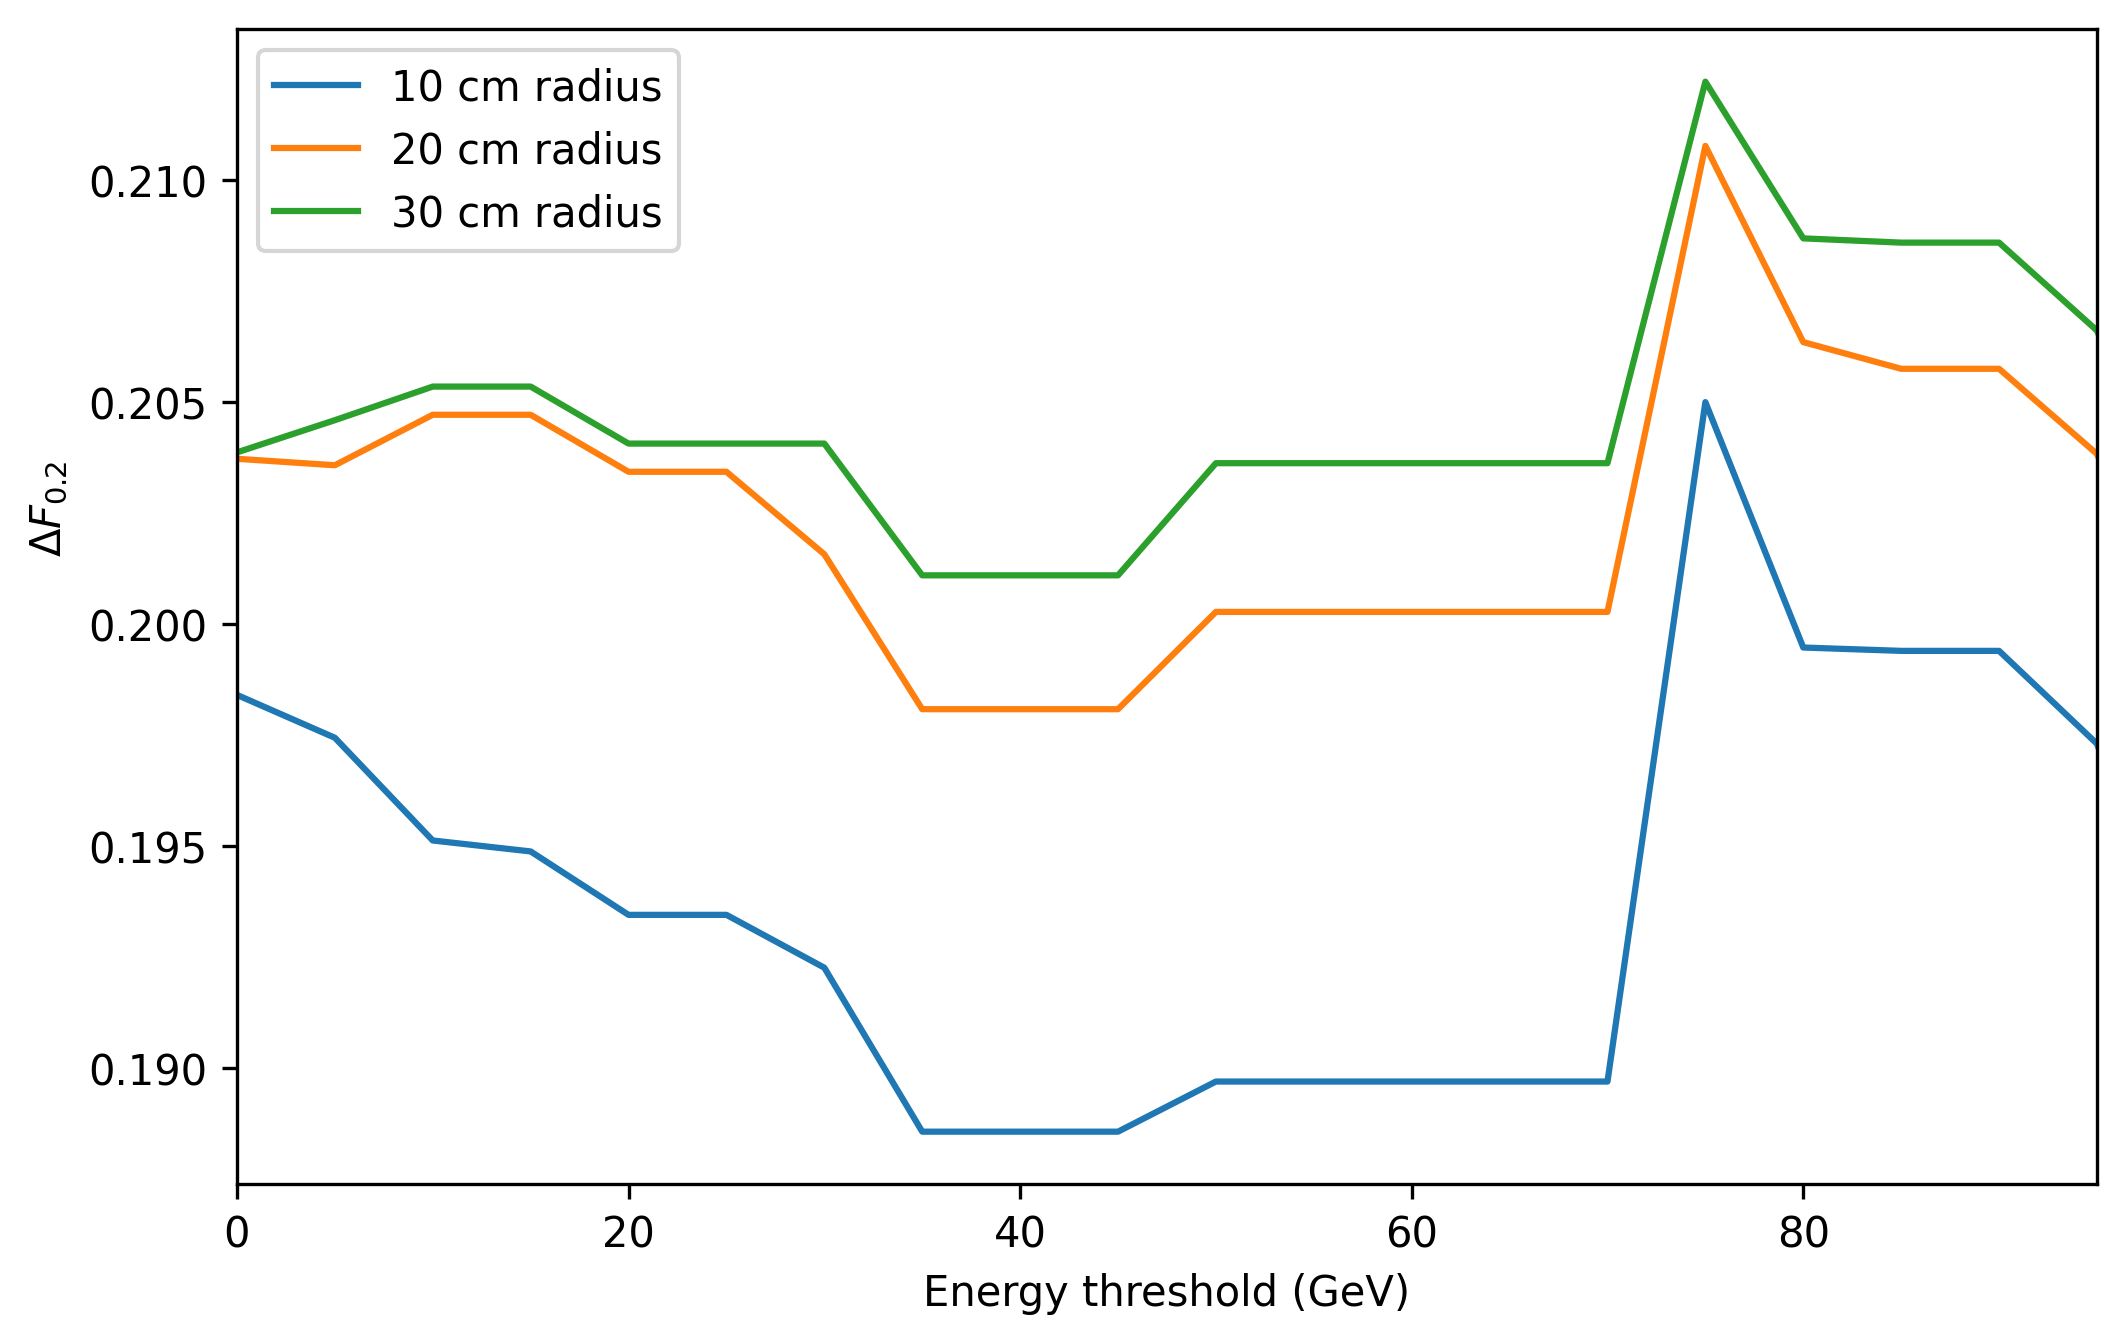 10 cm radius
20 cm radius
30 cm radius
0.210
0.205
0.200
0.195
0.190
ΔF0.2
0 20 40 60 80
Energy threshold (GeV)